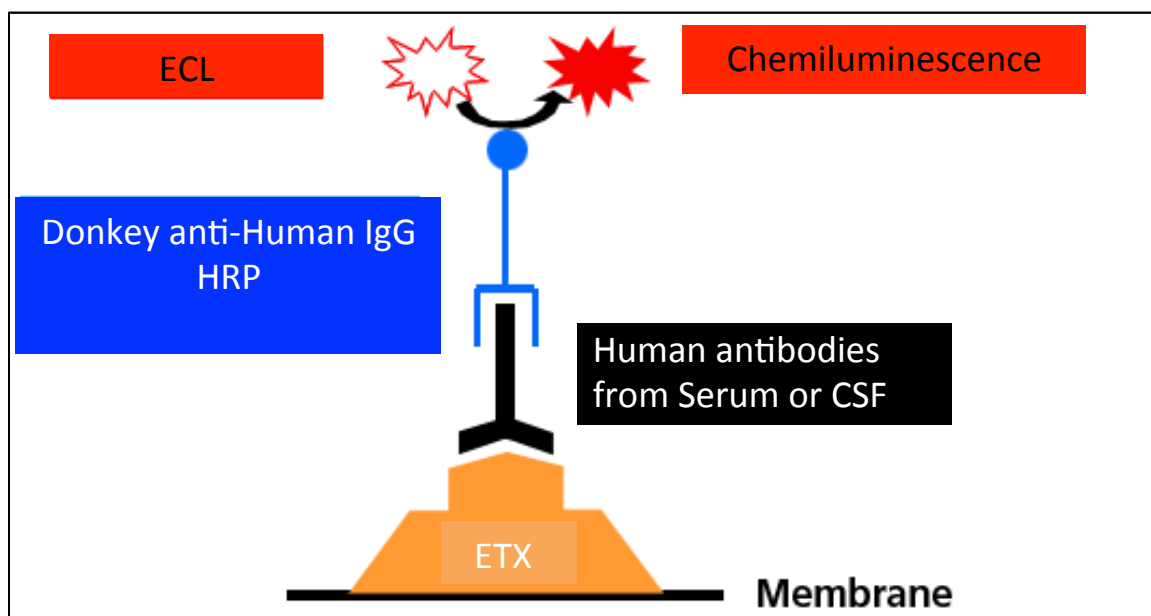 ECL
Chemiluminescence
Donkey anti-Human IgG
HRP
Human antibodies
from Serum or CSF
ETX
Membrane